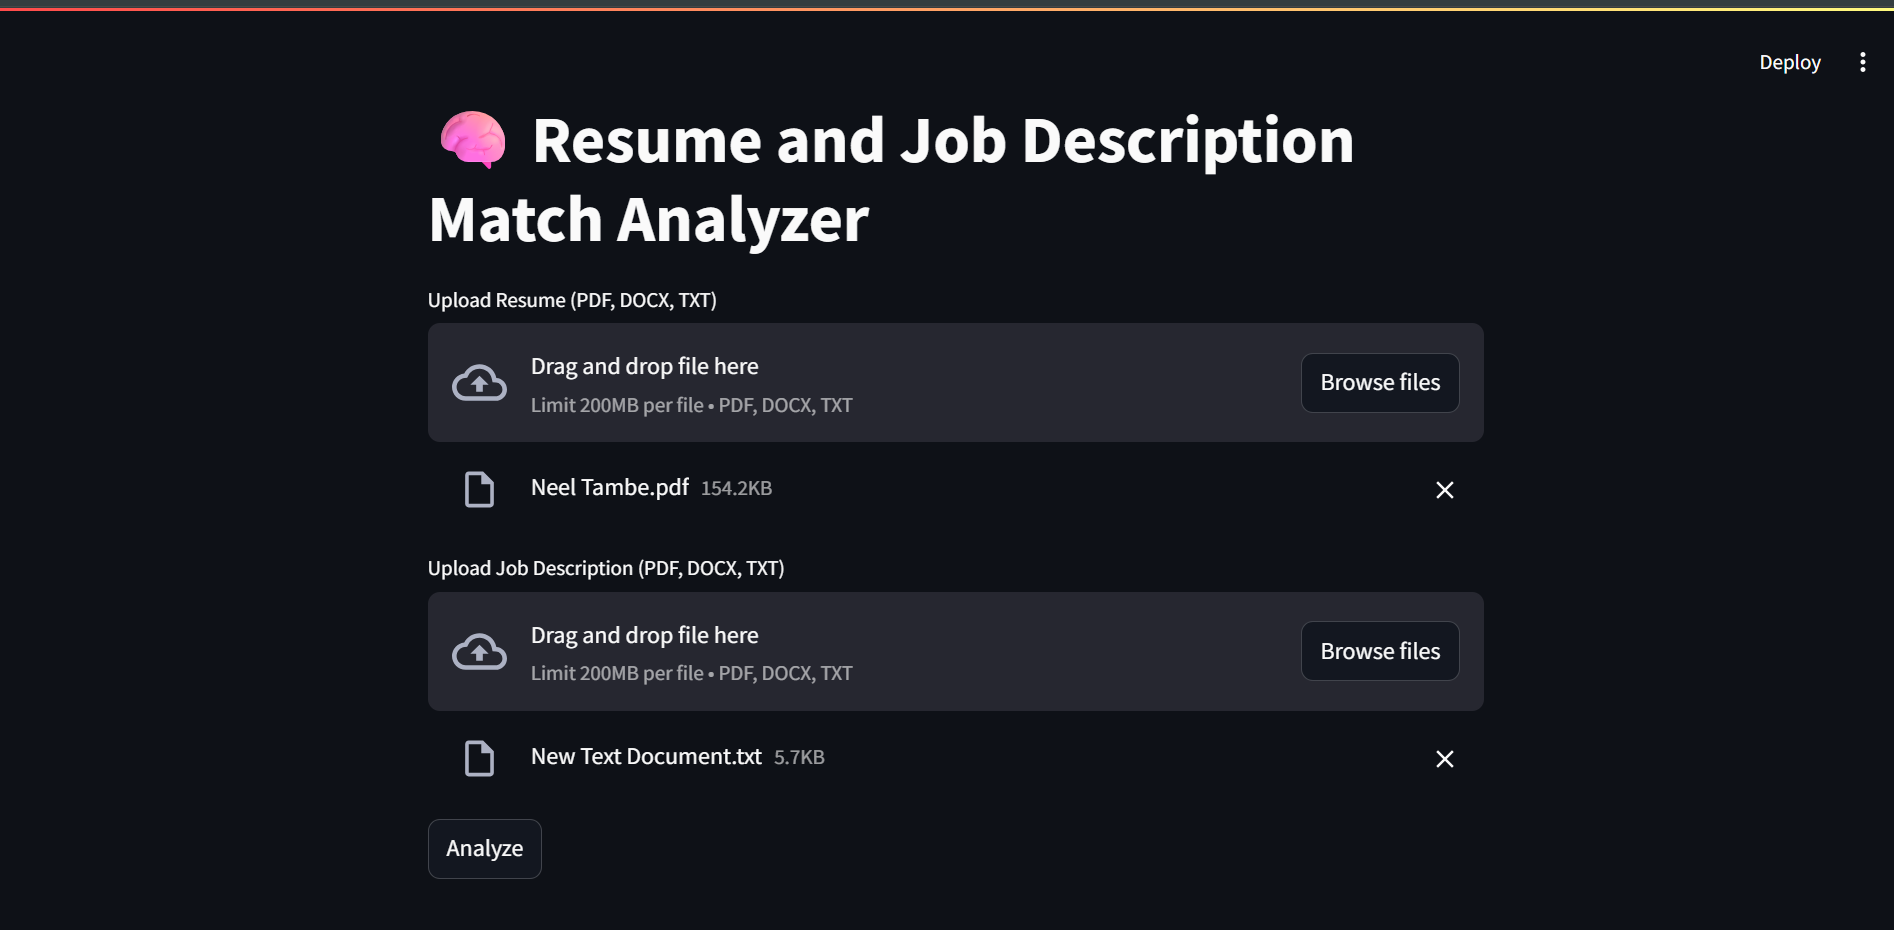 Deploy
🧠 Resume and Job Description
Match Analyzer
Upload Resume (PDF, DOCX, TXT)
Drag and drop file here
Limit 200MB per file • PDF, DOCX, TXT
Browse files
Neel Tambe.pdf 154.2KB
Upload Job Description (PDF, DOCX, TXT)
Drag and drop file here
Limit 200MB per file • PDF, DOCX, TXT
Browse files
New Text Document.txt 5.7KB
Analyze